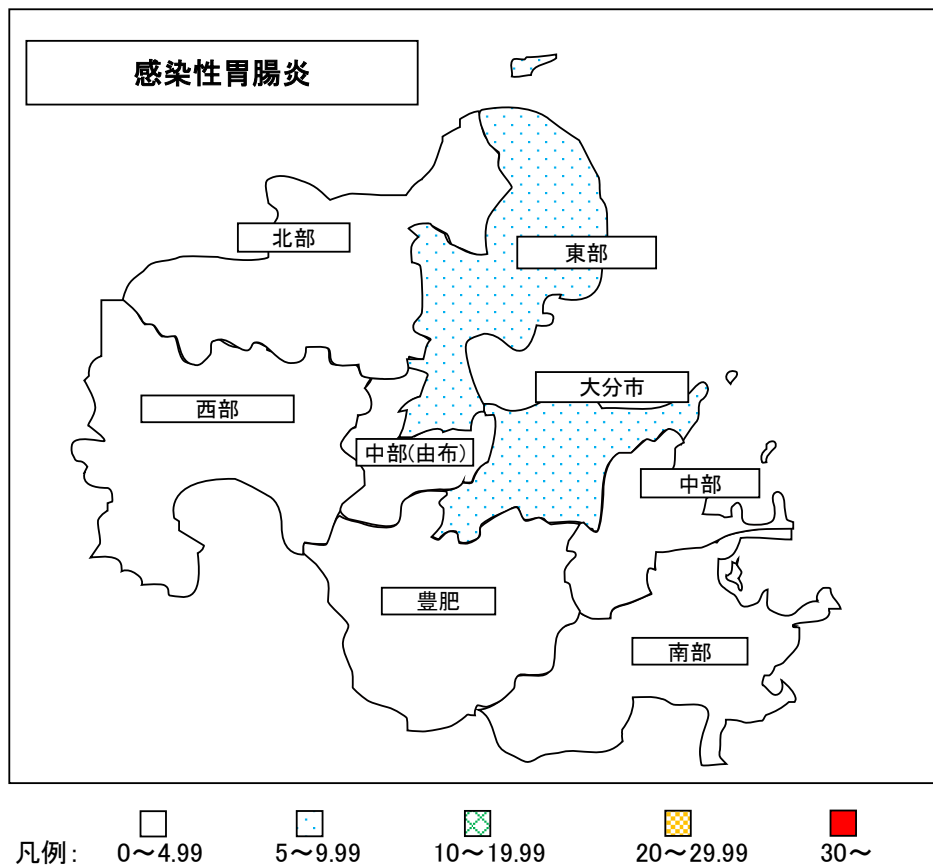 感染性胃腸炎
北部
東部
大分市
西部
中部(由布)
中部
豊肥
南部
凡例: 0～4.99 5～9.99 10～19.99 20～29.99 30～